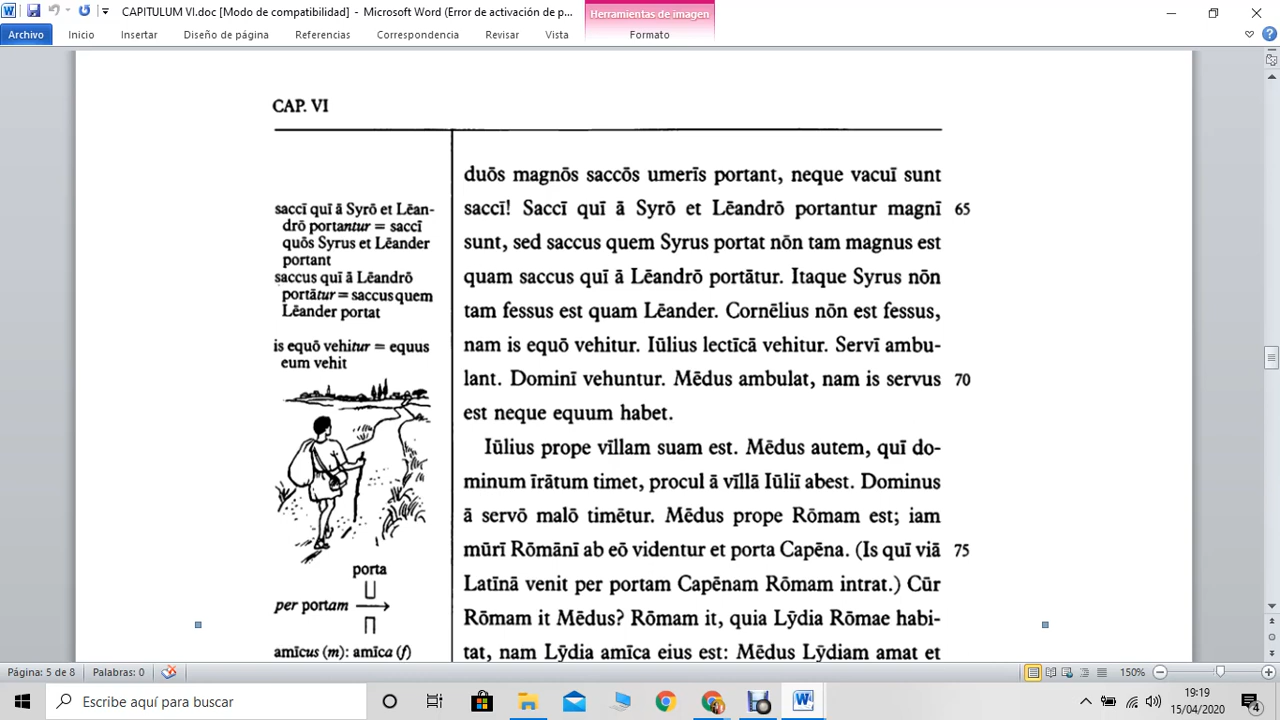 CAPITULUM VI.doc [Modo de compatibilidad] - Microsoft Word (Error de activación de p...
Herramientas de imagen
Archivo Inicio Insertar Diseño de página Referencias Correspondencia Revisar Vista Formato
CAP. VI
saccī quī ā Syrō et Lēan-
drō portantur = saccī
quōs Syrus et Lēander
portant
saccus quī ā Lēandrō
portātur = saccus quem
Lēander portat
is equō vehitur = equus
eum vehit
porta
per portam
amīcus (m): amīca (f)
duōs magnōs saccōs umerīs portant, neque vacuī sunt
saccī! Saccī quī ā Syrō et Lēandrō portantur magnī 65
sunt, sed saccus quem Syrus portat nōn tam magnus est
quam saccus quī ā Lēandrō portātur. Itaque Syrus nōn
tam fessus est quam Lēander. Cornēlius nōn est fessus,
nam is equō vehitur. Iūlius lectīcā vehitur. Servī ambu-
lant. Dominī vehuntur. Mēdus ambulat, nam is servus 70
est neque equum habet.
Iūlius prope vīllam suam est. Mēdus autem, quī do-
minum īrātum timet, procul ā vīllā Iūliī abest. Dominus
ā servō malō timētur. Mēdus prope Rōmam est; iam
mūrī Rōmānī ab eō videntur et porta Capēna. (Is quī viā 75
Latīnā venit per portam Capēnam Rōmam intrat.) Cūr
Rōmam it Mēdus? Rōmam it, quia Lȳdia Rōmae habi-
tat, nam Lȳdia amīca eius est: Mēdus Lȳdiam amat et
Página: 5 de 8 Palabras: 0 150%
Escribe aquí para buscar
9:19
15/04/2020
4